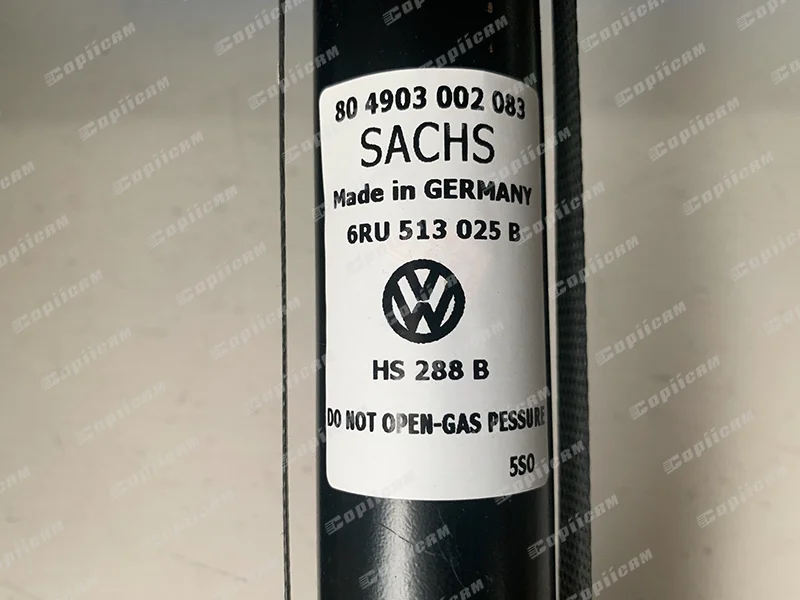 80 4903 002 083
SACHS
Made in GERMANY
6RU 513 025 B
HS 288 B
DO NOT OPEN-GAS PESSURE
5S0
Copiicam